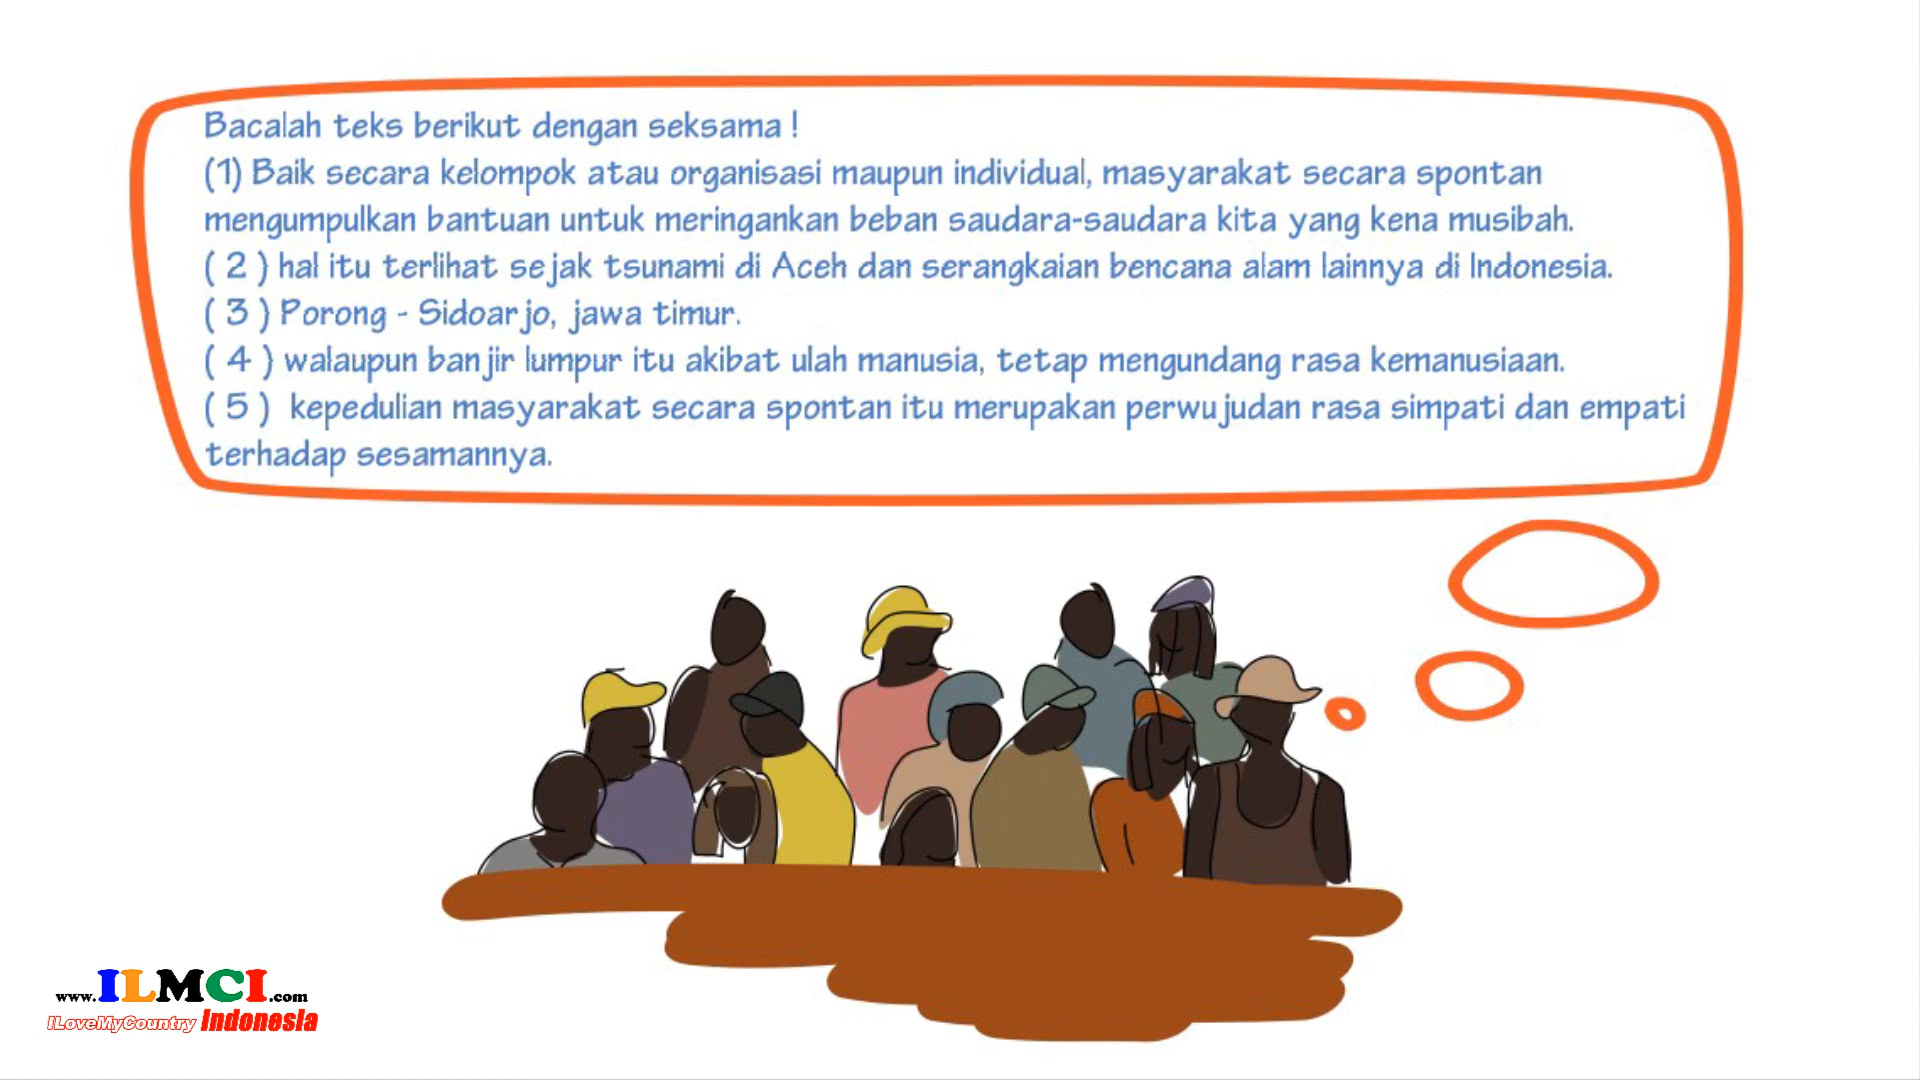 Bacalah teks berikut dengan seksama !
(1) Baik secara kelompok atau organisasi maupun individual, masyarakat secara spontan
mengumpulkan bantuan untuk meringankan beban saudara-saudara kita yang kena musibah.
( 2 ) hal itu terlihat sejak tsunami di Aceh dan serangkaian bencana alam lainnya di Indonesia.
( 3 ) Porong - Sidoarjo, jawa timur.
( 4 ) walaupun banjir lumpur itu akibat ulah manusia, tetap mengundang rasa kemanusiaan.
( 5 ) kepedulian masyarakat secara spontan itu merupakan perwujudan rasa simpati dan empati
terhadap sesamannya.
www.ILMCI.com
ILoveMyCountry Indonesia